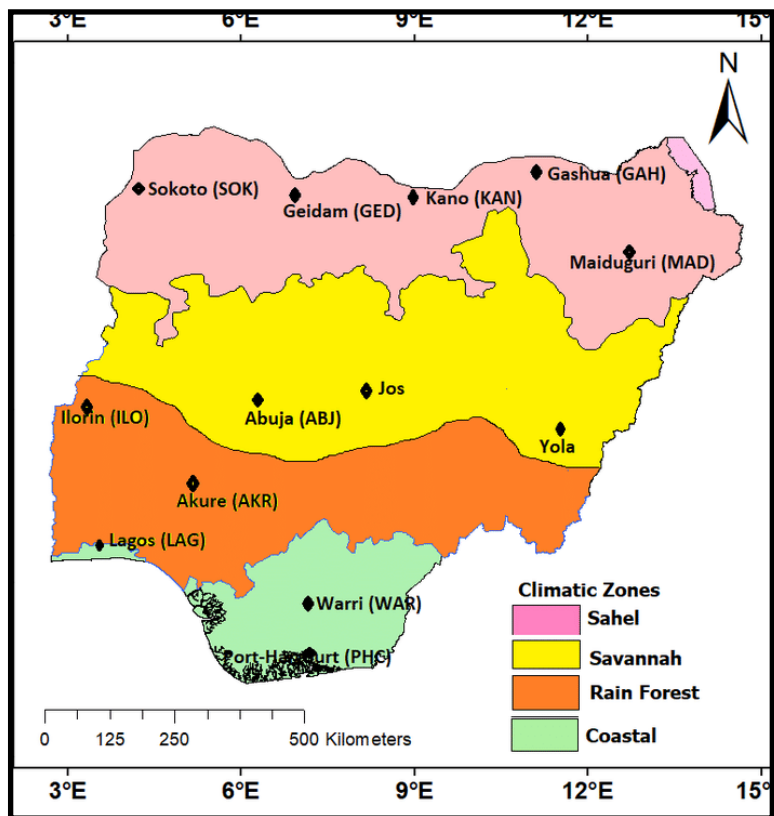 3°E 6°E 9°E 12°E 15°
N
Gashua (GAH)
Sokoto (SOK)
Kano (KAN)
Geidam (GED)
Maiduguri (MAD)
Jos
Ilorin (ILO)
Abuja (ABJ)
Yola
Akure (AKR)
Lagos (LAG)
Warri (WAR)
Port-Harcourt (PHC)
Climatic Zones
Sahel
Savannah
Rain Forest
Coastal
0 125 250 500 Kilometers
3°E 6°E 9°E 12°E 15°